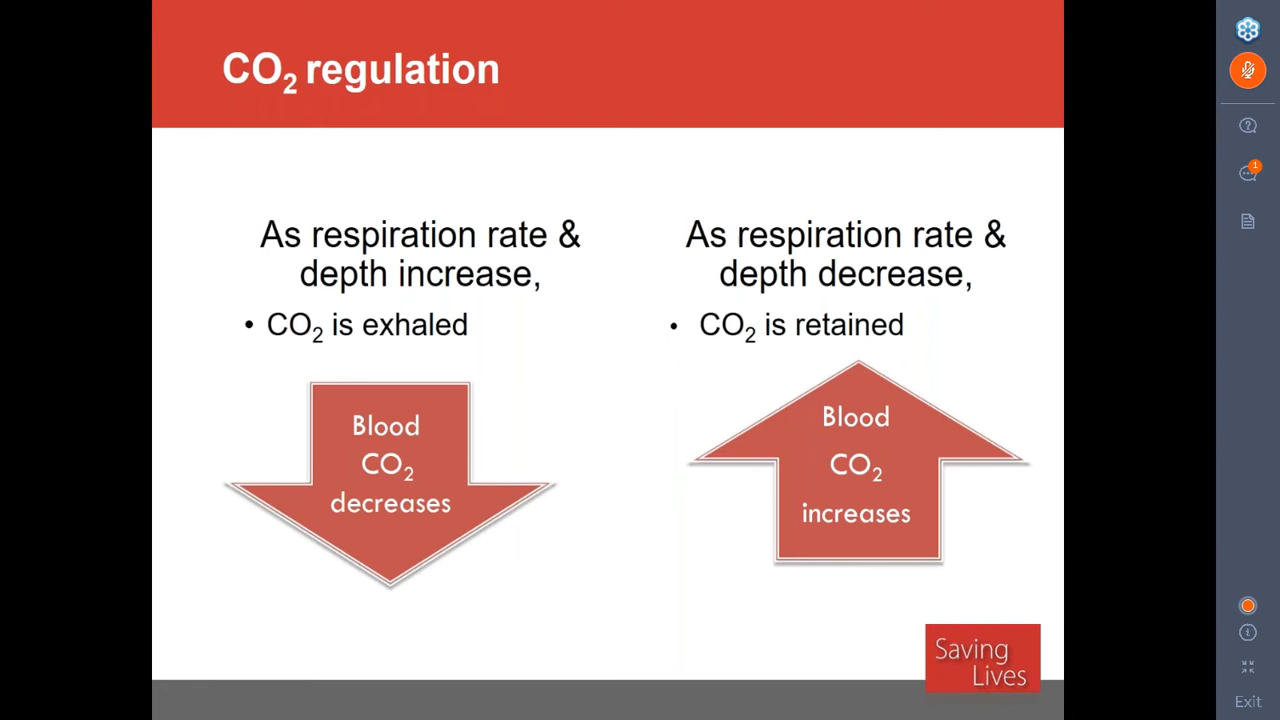 CO₂ regulation
As respiration rate &
depth increase,
• CO₂ is exhaled
Blood
CO₂
decreases
As respiration rate &
depth decrease,
• CO₂ is retained
Blood
CO₂
increases
Saving
Lives
1
Exit